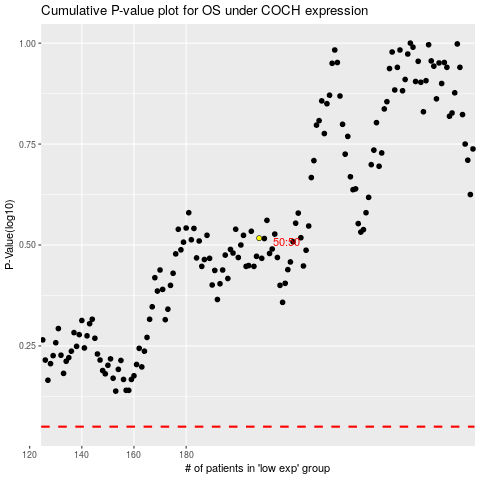 Cumulative P-value plot for OS under COCH expression
P-Value(log10)
1.00
0.75
0.50
0.25
50:50
120 140 160 180
# of patients in 'low exp' group